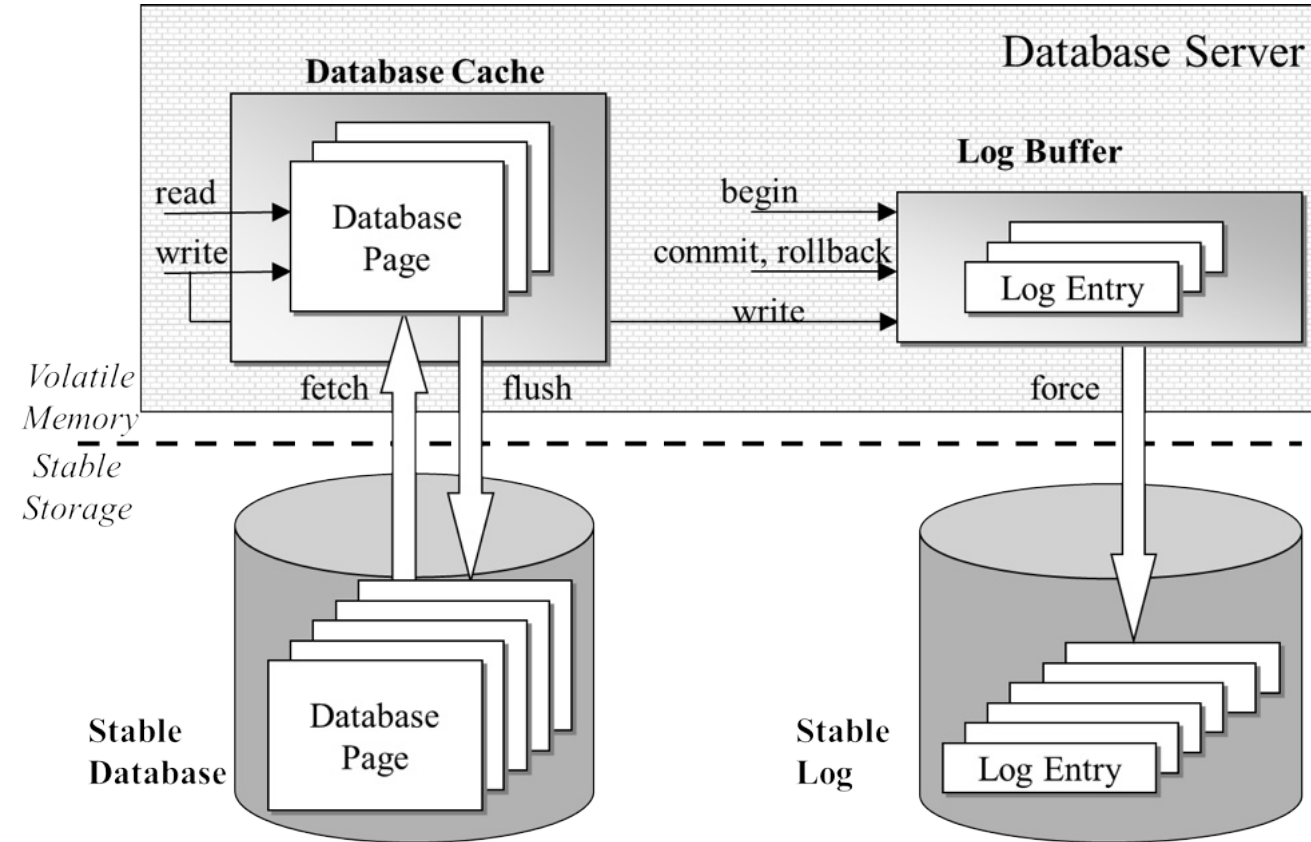 Database Server
Database Cache
Log Buffer
read
write
Database
Page
begin
commit, rollback
write
Log Entry
Volatile
Memory
fetch
flush
force
Stable
Storage
Stable
Database
Database
Page
Stable
Log
Log Entry